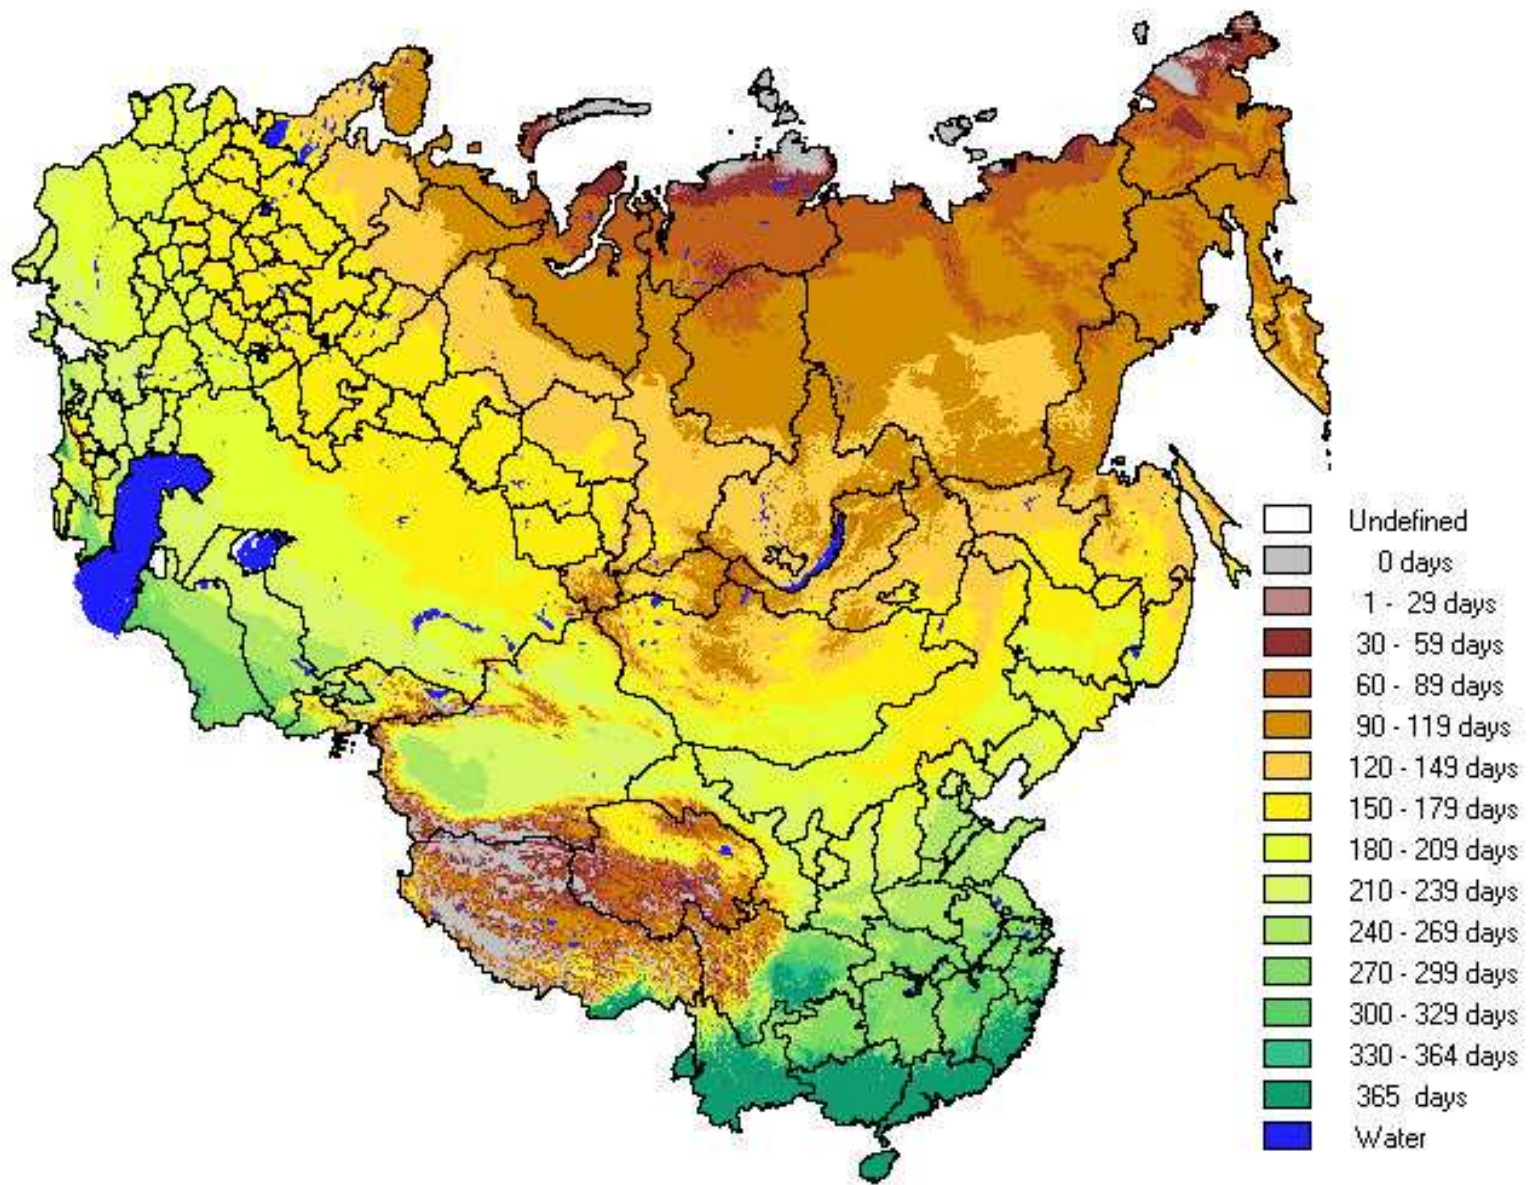 Undefined
0 days
1 - 29 days
30 - 59 days
60 - 89 days
90 - 119 days
120 - 149 days
150 - 179 days
180 - 209 days
210 - 239 days
240 - 269 days
270 - 299 days
300 - 329 days
330 - 364 days
365 days
Water